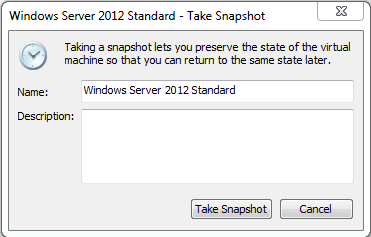 Windows Server 2012 Standard - Take Snapshot
Taking a snapshot lets you preserve the state of the virtual
machine so that you can return to the same state later.
Name:
Windows Server 2012 Standard
Description:
Take Snapshot
Cancel